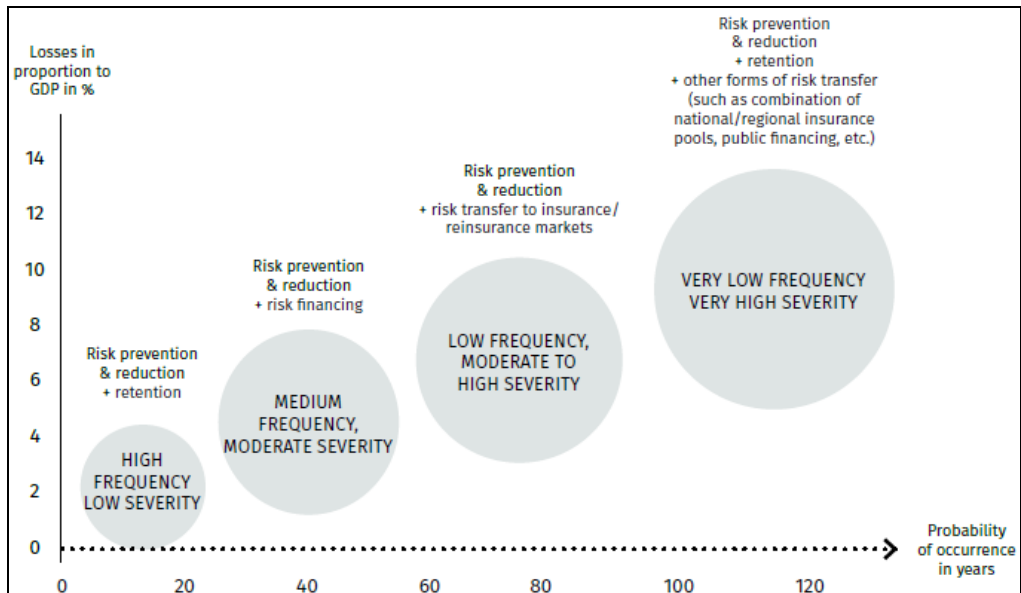 Losses in
proportion to
GDP in %
14
12
10
8
6
4
2
0
Risk prevention
& reduction
+ retention
HIGH
FREQUENCY
LOW SEVERITY
Risk prevention
& reduction
+ risk financing
MEDIUM
FREQUENCY,
MODERATE SEVERITY
Risk prevention
& reduction
+ risk transfer to insurance/
reinsurance markets
LOW FREQUENCY,
MODERATE TO
HIGH SEVERITY
Risk prevention
& reduction
+ retention
+ other forms of risk transfer
(such as combination of
national/regional insurance
pools, public financing, etc.)
VERY LOW FREQUENCY
VERY HIGH SEVERITY
Probability
of occurrence
in years
0 20 40 60 80 100 120